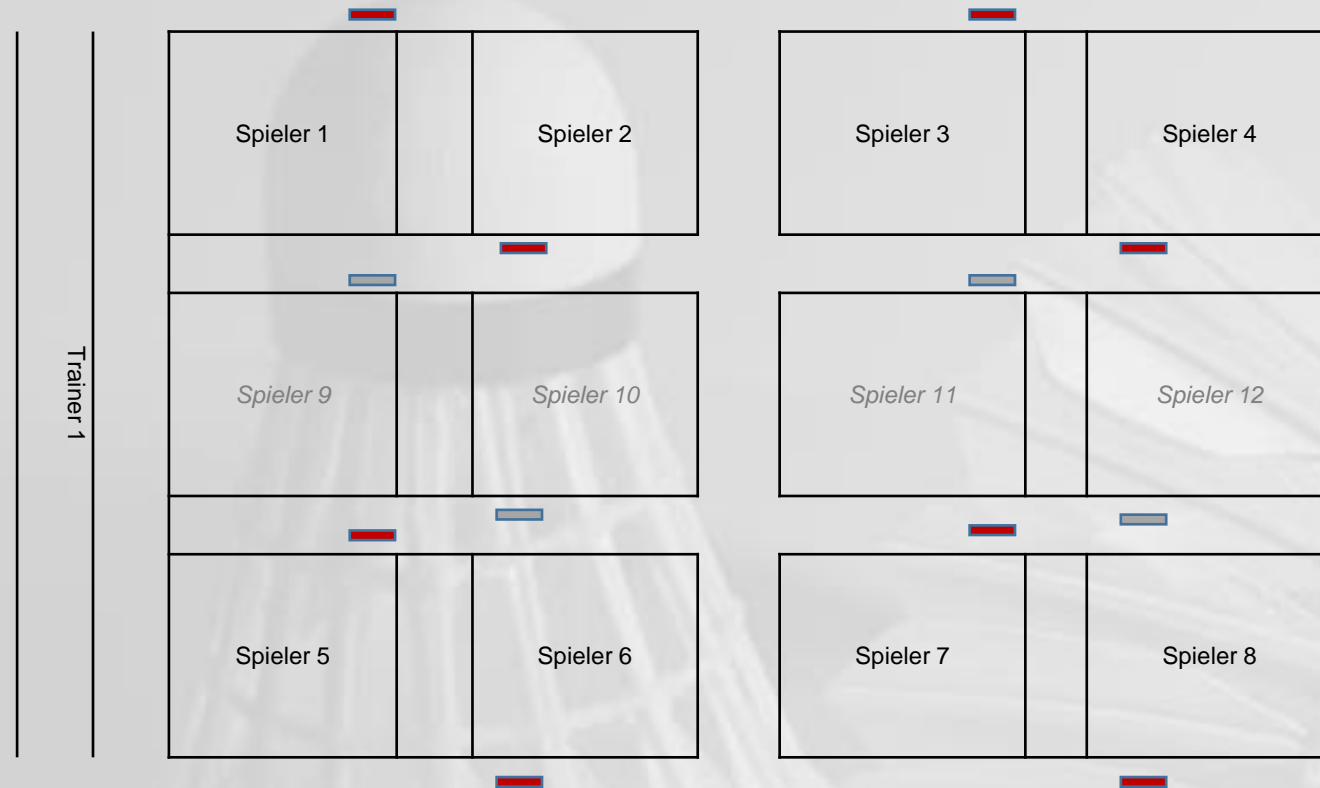 Spieler 1
Spieler 2
Spieler 3
Spieler 4
Trainer 1
Spieler 9
Spieler 10
Spieler 11
Spieler 12
Spieler 5
Spieler 6
Spieler 7
Spieler 8